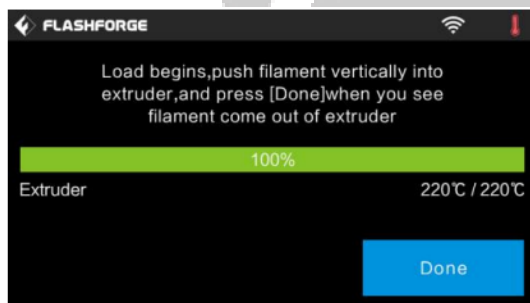 FLASHFORGE
Load begins,push filament vertically into
extruder,and press [Done]when you see
filament come out of extruder
100%
Extruder 220℃ / 220℃
Done